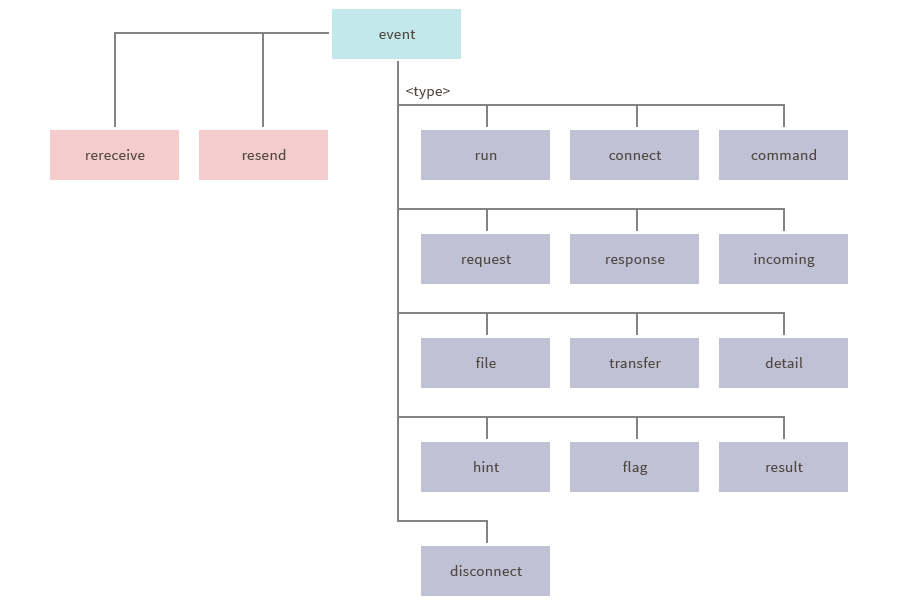 event
<type>
rereceive
resend
run
connect
command
request
response
incoming
file
transfer
detail
hint
flag
result
disconnect